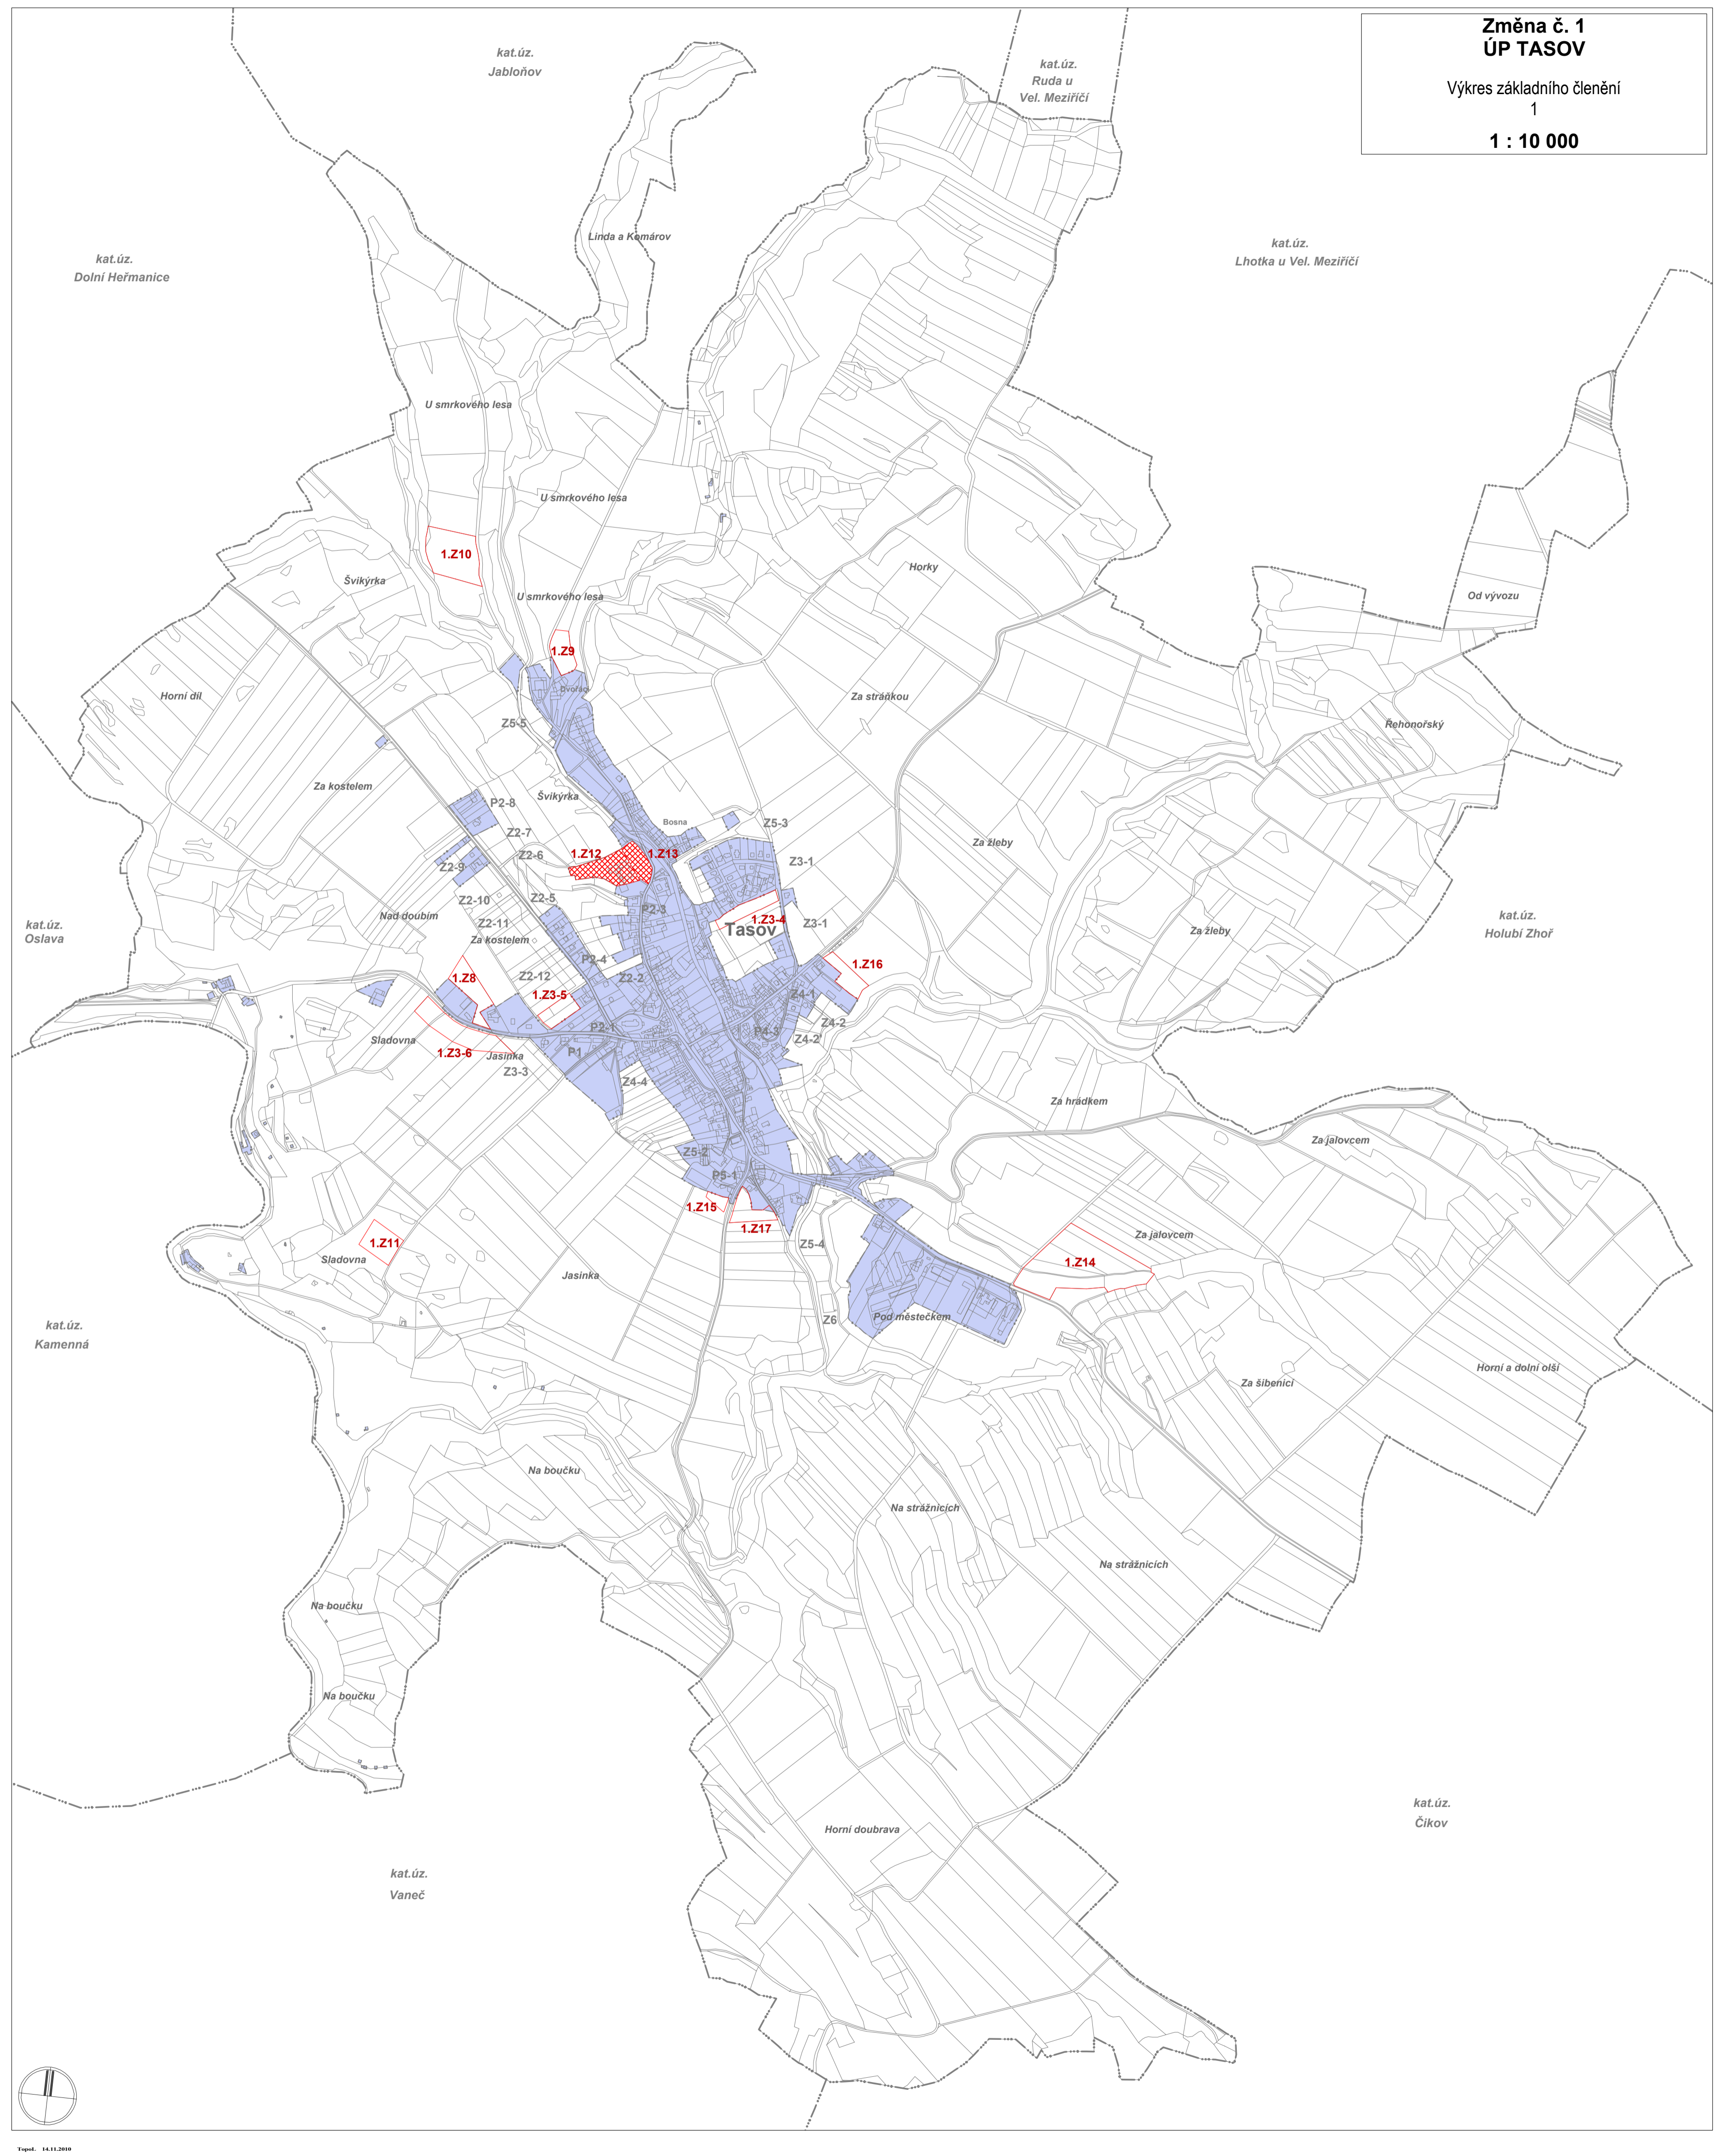 Změna č. 1
ÚP TASOV
Výkres základního členění
1
1 : 10 000
kat.úz.
Jabloňov
kat.úz.
Ruda u
Vel. Meziříčí
kat.úz.
Dolní Heřmanice
Linda a Komárov
kat.úz.
Lhotka u Vel. Meziříčí
U smrkového lesa
U smrkového lesa
1.Z10
Švikýrka
U smrkového lesa
Horky
Od vývozu
1.Z9
Dvořáci
Horní díl
Za stráňkou
Z5-5
Řehonořský
Za kostelem
Švikýrka
P2-8
Bosna
Z5-3
Z2-7
Za žleby
Z2-6
1.Z12
1.Z13
Z3-1
Z2-9
Z2-10
Z2-5
P2-3
Nad doubím
Z2-11
1.Z3-4
Z3-1
Tasov
kat.úz.
Oslava
kat.úz.
Holubí Zhoř
Za žleby
Za kostelem
P2-4
1.Z16
1.Z8
Z2-12
Z2-2
1.Z3-5
Z4-1
Z4-2
P2-1
P4-3
Z4-2'
Sladovna
1.Z3-6
Jasinka
P1
Z3-3
Z4-4
Za hrádkem
Za jalovcem
Z5-2
P5-1
1.Z15
1.Z17
Za jalovcem
1.Z11
Z5-4
Sladovna
1.Z14
Jasinka
Z6
Pod městečkem
kat.úz.
Kamenná
Horní a dolní olší
Za šibenicí
Na boučku
Na strážnicích
Na strážnicích
Na boučku
Na boučku
kat.úz.
Čikov
Horní doubrava
kat.úz.
Vaneč
Topol. 14.11.2010